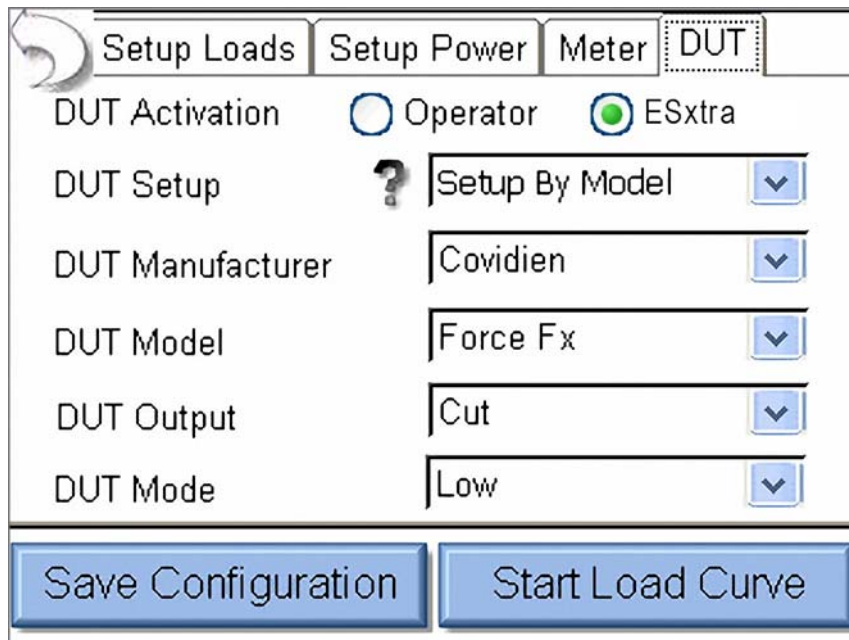 Setup Loads Setup Power Meter DUT
DUT Activation Operator ESxtra
DUT Setup ? Setup By Model
DUT Manufacturer Covidien
DUT Model Force Fx
DUT Output Cut
DUT Mode Low
Save Configuration Start Load Curve